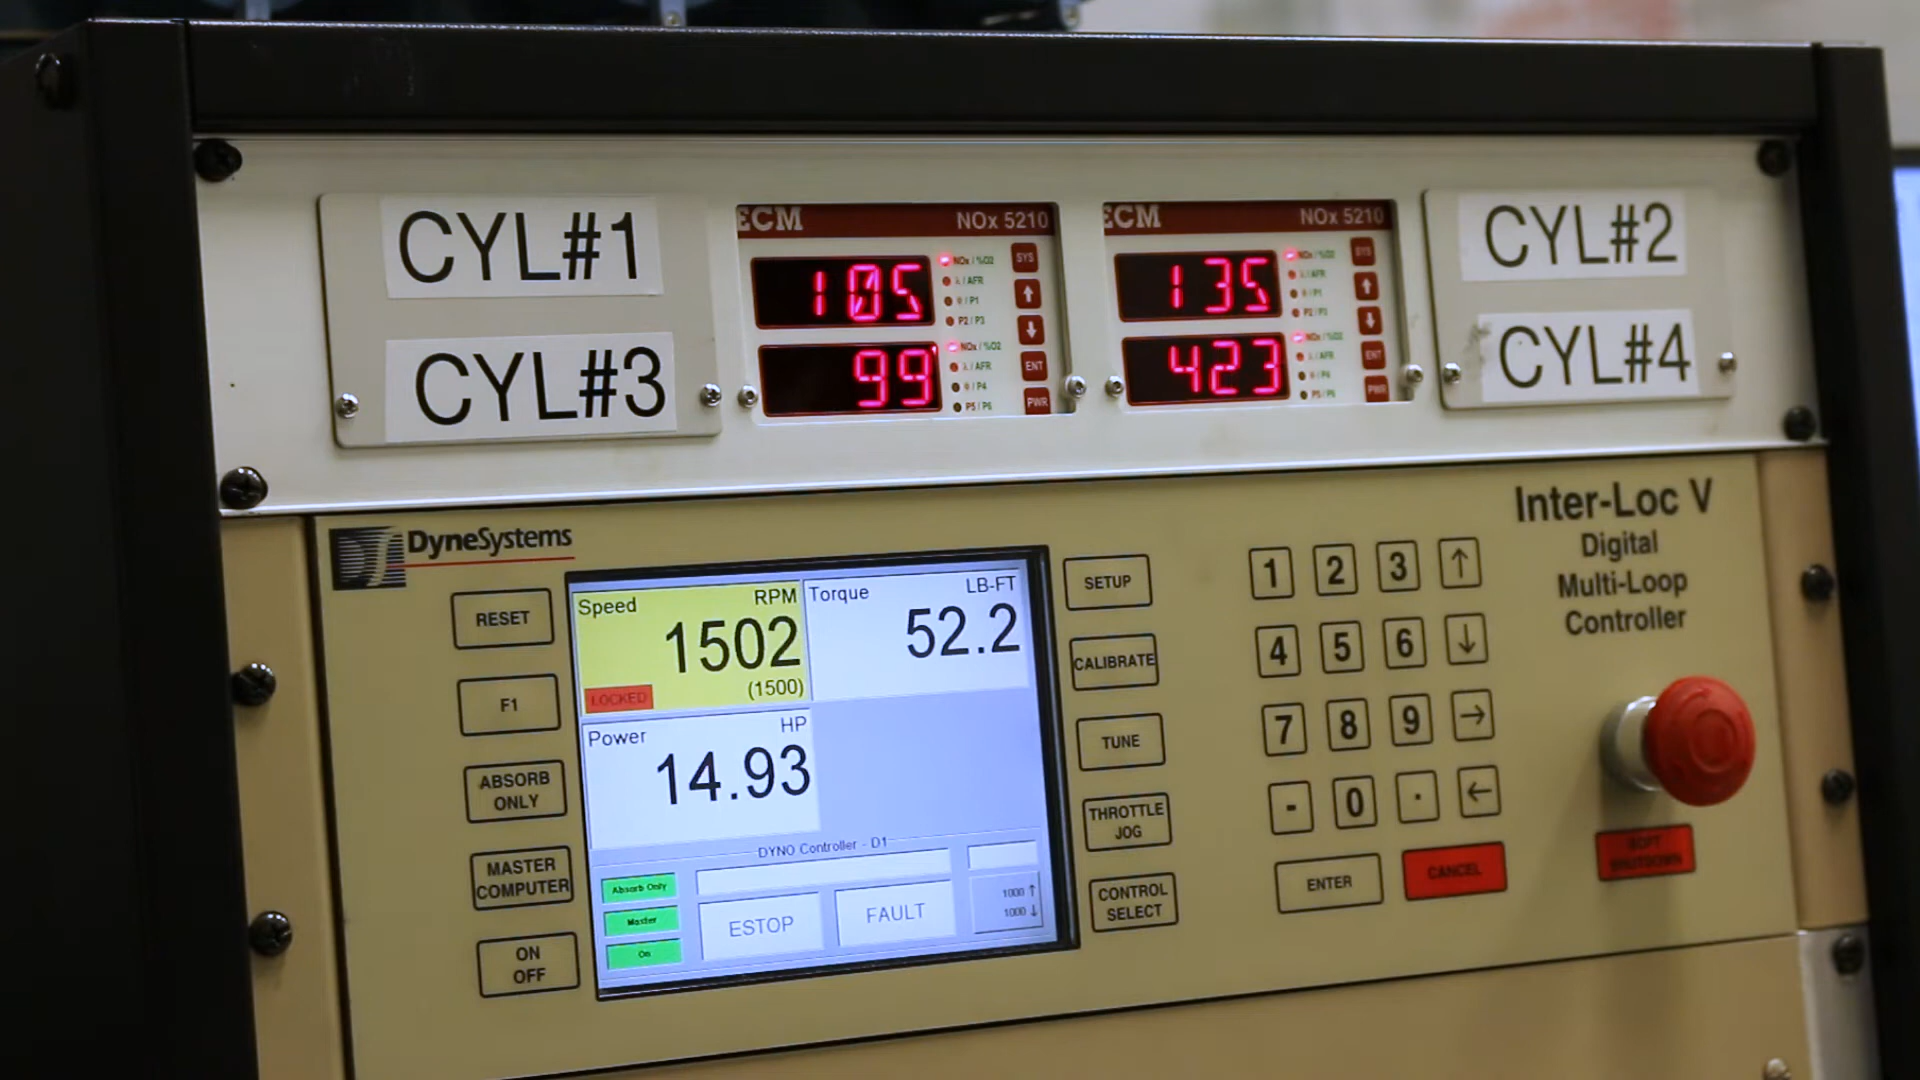 CYL#1
CYL#3
ECM NOx 5210
105
NOx / %O2
λ / AFR
θ / P1
P2 / P3
99
NOx / %O2
λ / AFR
θ / P4
P5 / P6
SYS
ENT
PWR
ECM NOx 5210
135
NOx / %O2
λ / AFR
θ / P1
P2 / P3
423
NOx / %O2
λ / AFR
θ / P4
P5 / P6
SYS
ENT
PWR
CYL#2
CYL#4
DyneSystems
RESET
F1
ABSORB
ONLY
MASTER
COMPUTER
ON
OFF
Speed RPM
1502
LOCKED (1500)
Torque LB-FT
52.2
Power HP
14.93
DYNO Controller - D1
Absorb Only
Master
On
ESTOP
FAULT
1000 ↑
1000 ↓
SETUP
CALIBRATE
TUNE
THROTTLE
JOG
CONTROL
SELECT
1 2 3 ↑
4 5 6 ↓
7 8 9 →
- 0 . ←
ENTER
CANCEL
Inter-Loc V
Digital
Multi-Loop
Controller
SOFT
SHUTDOWN